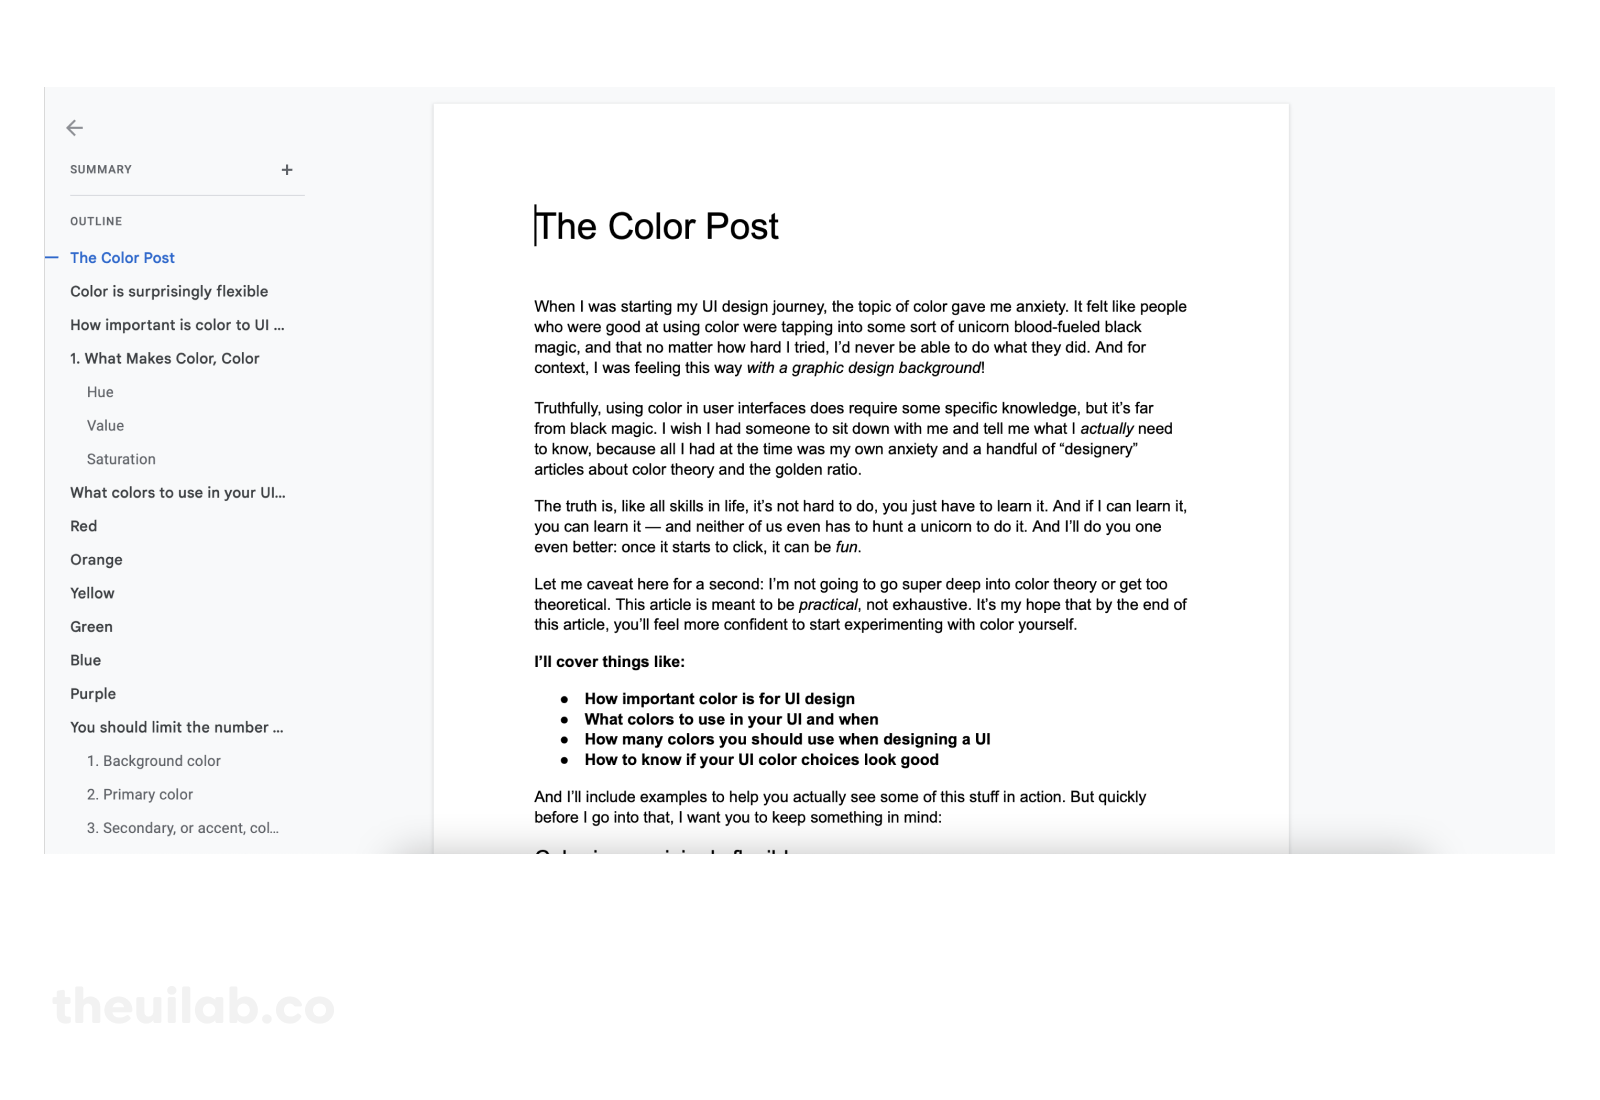 SUMMARY
OUTLINE
The Color Post
Color is surprisingly flexible
How important is color to UI ...
1. What Makes Color, Color
Hue
Value
Saturation
What colors to use in your UI...
Red
Orange
Yellow
Green
Blue
Purple
You should limit the number ...
1. Background color
2. Primary color
3. Secondary, or accent, col...
The Color Post
When I was starting my UI design journey, the topic of color gave me anxiety. It felt like people
who were good at using color were tapping into some sort of unicorn blood-fueled black
magic, and that no matter how hard I tried, I’d never be able to do what they did. And for
context, I was feeling this way with a graphic design background!
Truthfully, using color in user interfaces does require some specific knowledge, but it’s far
from black magic. I wish I had someone to sit down with me and tell me what I actually need
to know, because all I had at the time was my own anxiety and a handful of “designery”
articles about color theory and the golden ratio.
The truth is, like all skills in life, it’s not hard to do, you just have to learn it. And if I can learn it,
you can learn it — and neither of us even has to hunt a unicorn to do it. And I’ll do you one
even better: once it starts to click, it can be fun.
Let me caveat here for a second: I’m not going to go super deep into color theory or get too
theoretical. This article is meant to be practical, not exhaustive. It’s my hope that by the end of
this article, you’ll feel more confident to start experimenting with color yourself.
I’ll cover things like:
● How important color is for UI design
● What colors to use in your UI and when
● How many colors you should use when designing a UI
● How to know if your UI color choices look good
And I’ll include examples to help you actually see some of this stuff in action. But quickly
before I go into that, I want you to keep something in mind:
theuilab.co